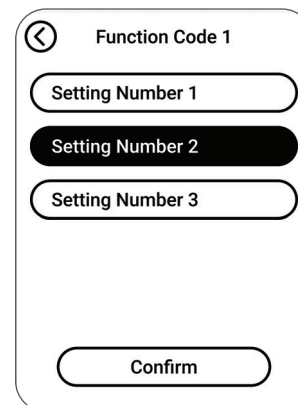 Function Code 1
Setting Number 1
Setting Number 2
Setting Number 3
Confirm